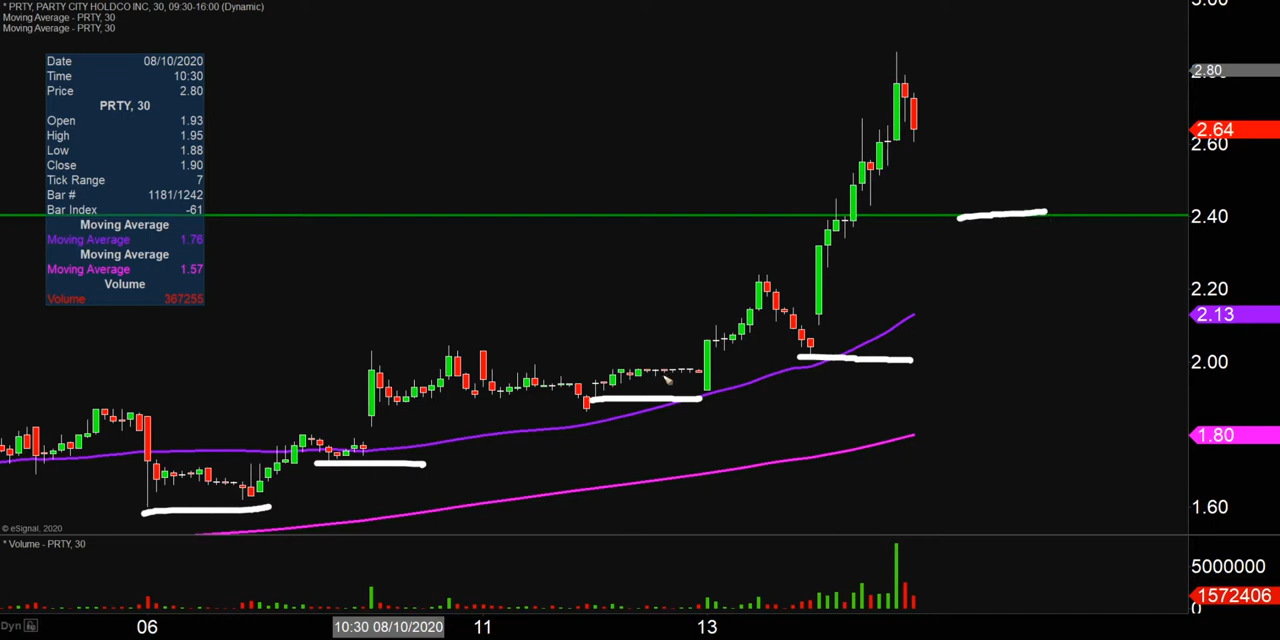 * PRTY, PARTY CITY HOLDCO INC, 30, 09:30-16:00 (Dynamic)
Moving Average - PRTY, 30
Moving Average - PRTY, 30
Date 08/10/2020
Time 10:30
Price 2.80
PRTY, 30
Open 1.93
High 1.95
Low 1.88
Close 1.90
Tick Range 7
Bar # 1181/1242
Bar Index -61
Moving Average
Moving Average 1.76
Moving Average
Moving Average 1.57
Volume
Volume 367255
3.00
2.80
2.64
2.60
2.40
2.20
2.13
2.00
1.80
1.60
© eSignal, 2020
* Volume - PRTY, 30
5000000
1572406
0
Dyn
06
10:30 08/10/2020
11
13